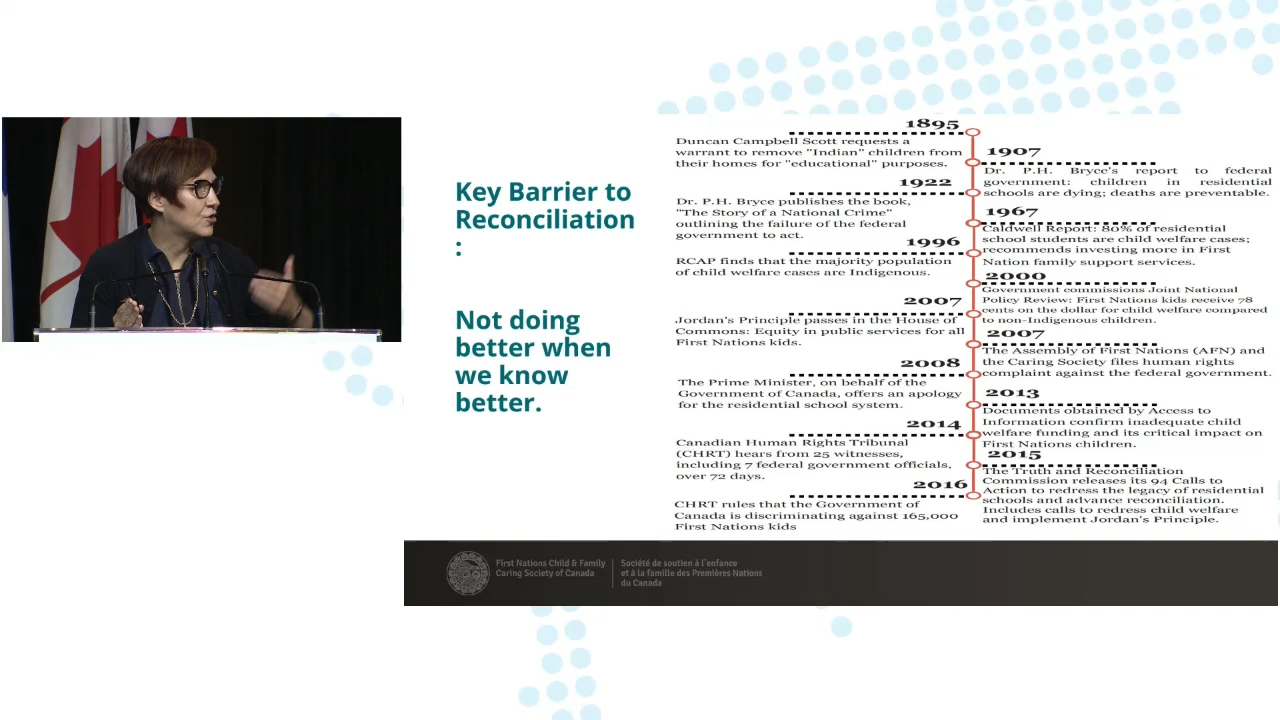 Key Barrier to
Reconciliation
:
Not doing
better when
we know
better.
1895
Duncan Campbell Scott requests a
warrant to remove "Indian" children from
their homes for "educational" purposes.
1907
Dr. P.H. Bryce's report to federal
government: children in residential
schools are dying; deaths are preventable.
1922
Dr. P.H. Bryce publishes the book,
"The Story of a National Crime"
outlining the failure of the federal
government to act.
1967
Caldwell Report: 80% of residential
school students are child welfare cases;
recommends investing more in First
Nation family support services.
1996
RCAP finds that the majority population
of child welfare cases are Indigenous.
2000
Government commissions Joint National
Policy Review: First Nations kids receive 78
cents on the dollar for child welfare compared
to non-Indigenous children.
2007
Jordan's Principle passes in the House of
Commons: Equity in public services for all
First Nations kids.
2007
The Assembly of First Nations (AFN) and
the Caring Society files human rights
complaint against the federal government.
2008
The Prime Minister, on behalf of the
Government of Canada, offers an apology
for the residential school system.
2013
Documents obtained by Access to
Information confirm inadequate child
welfare funding and its critical impact on
First Nations children.
2014
Canadian Human Rights Tribunal
(CHRT) hears from 25 witnesses,
including 7 federal government officials,
over 72 days.
2015
The Truth and Reconciliation
Commission releases its 94 Calls to
Action to redress the legacy of residential
schools and advance reconciliation.
Includes calls to redress child welfare
and implement Jordan's Principle.
2016
CHRT rules that the Government of
Canada is discriminating against 165,000
First Nations kids
First Nations Child & Family
Caring Society of Canada
Société de soutien à l'enfance
et à la famille des Premières Nations
du Canada